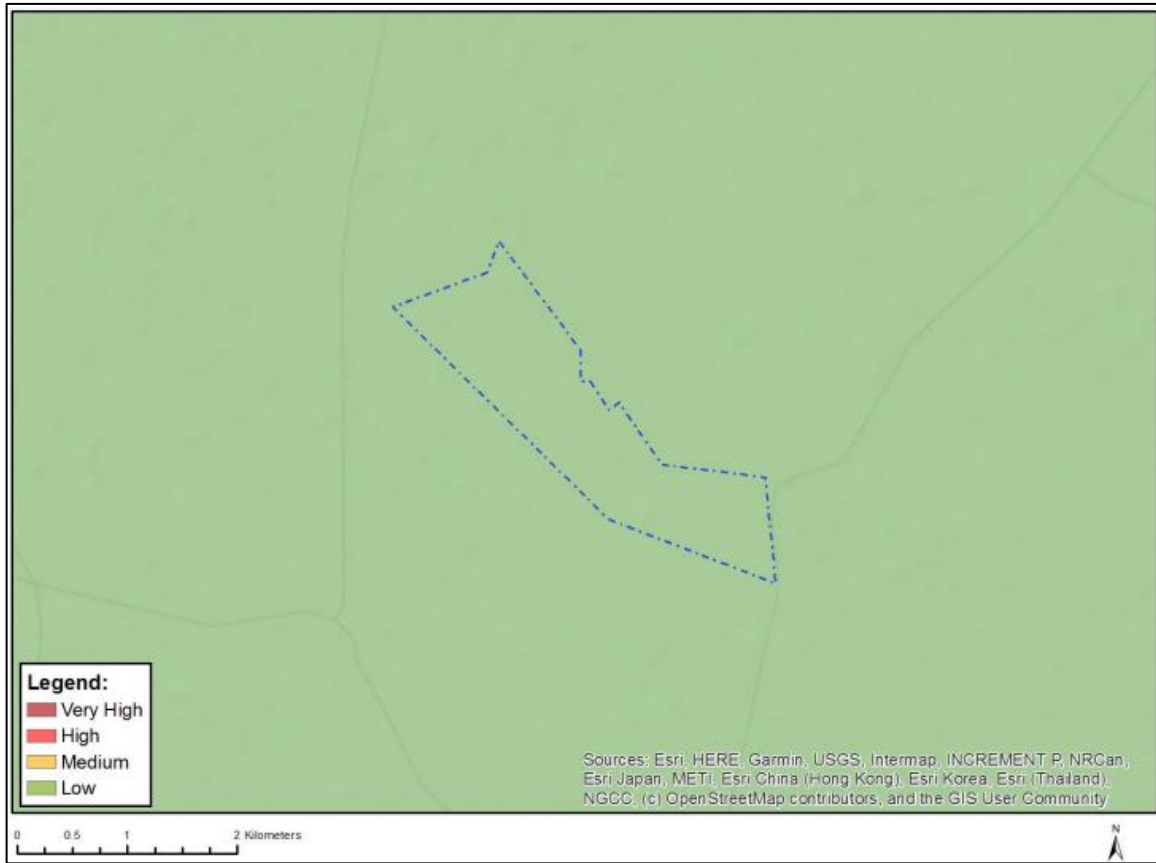 Legend:
Very High
High
Medium
Low
Sources: Esri, HERE, Garmin, USGS, Intermap, INCREMENT P, NRCan,
Esri Japan, METI, Esri China (Hong Kong), Esri Korea, Esri (Thailand),
NGCC, (c) OpenStreetMap contributors, and the GIS User Community
0 0.5 1 2 Kilometers
N